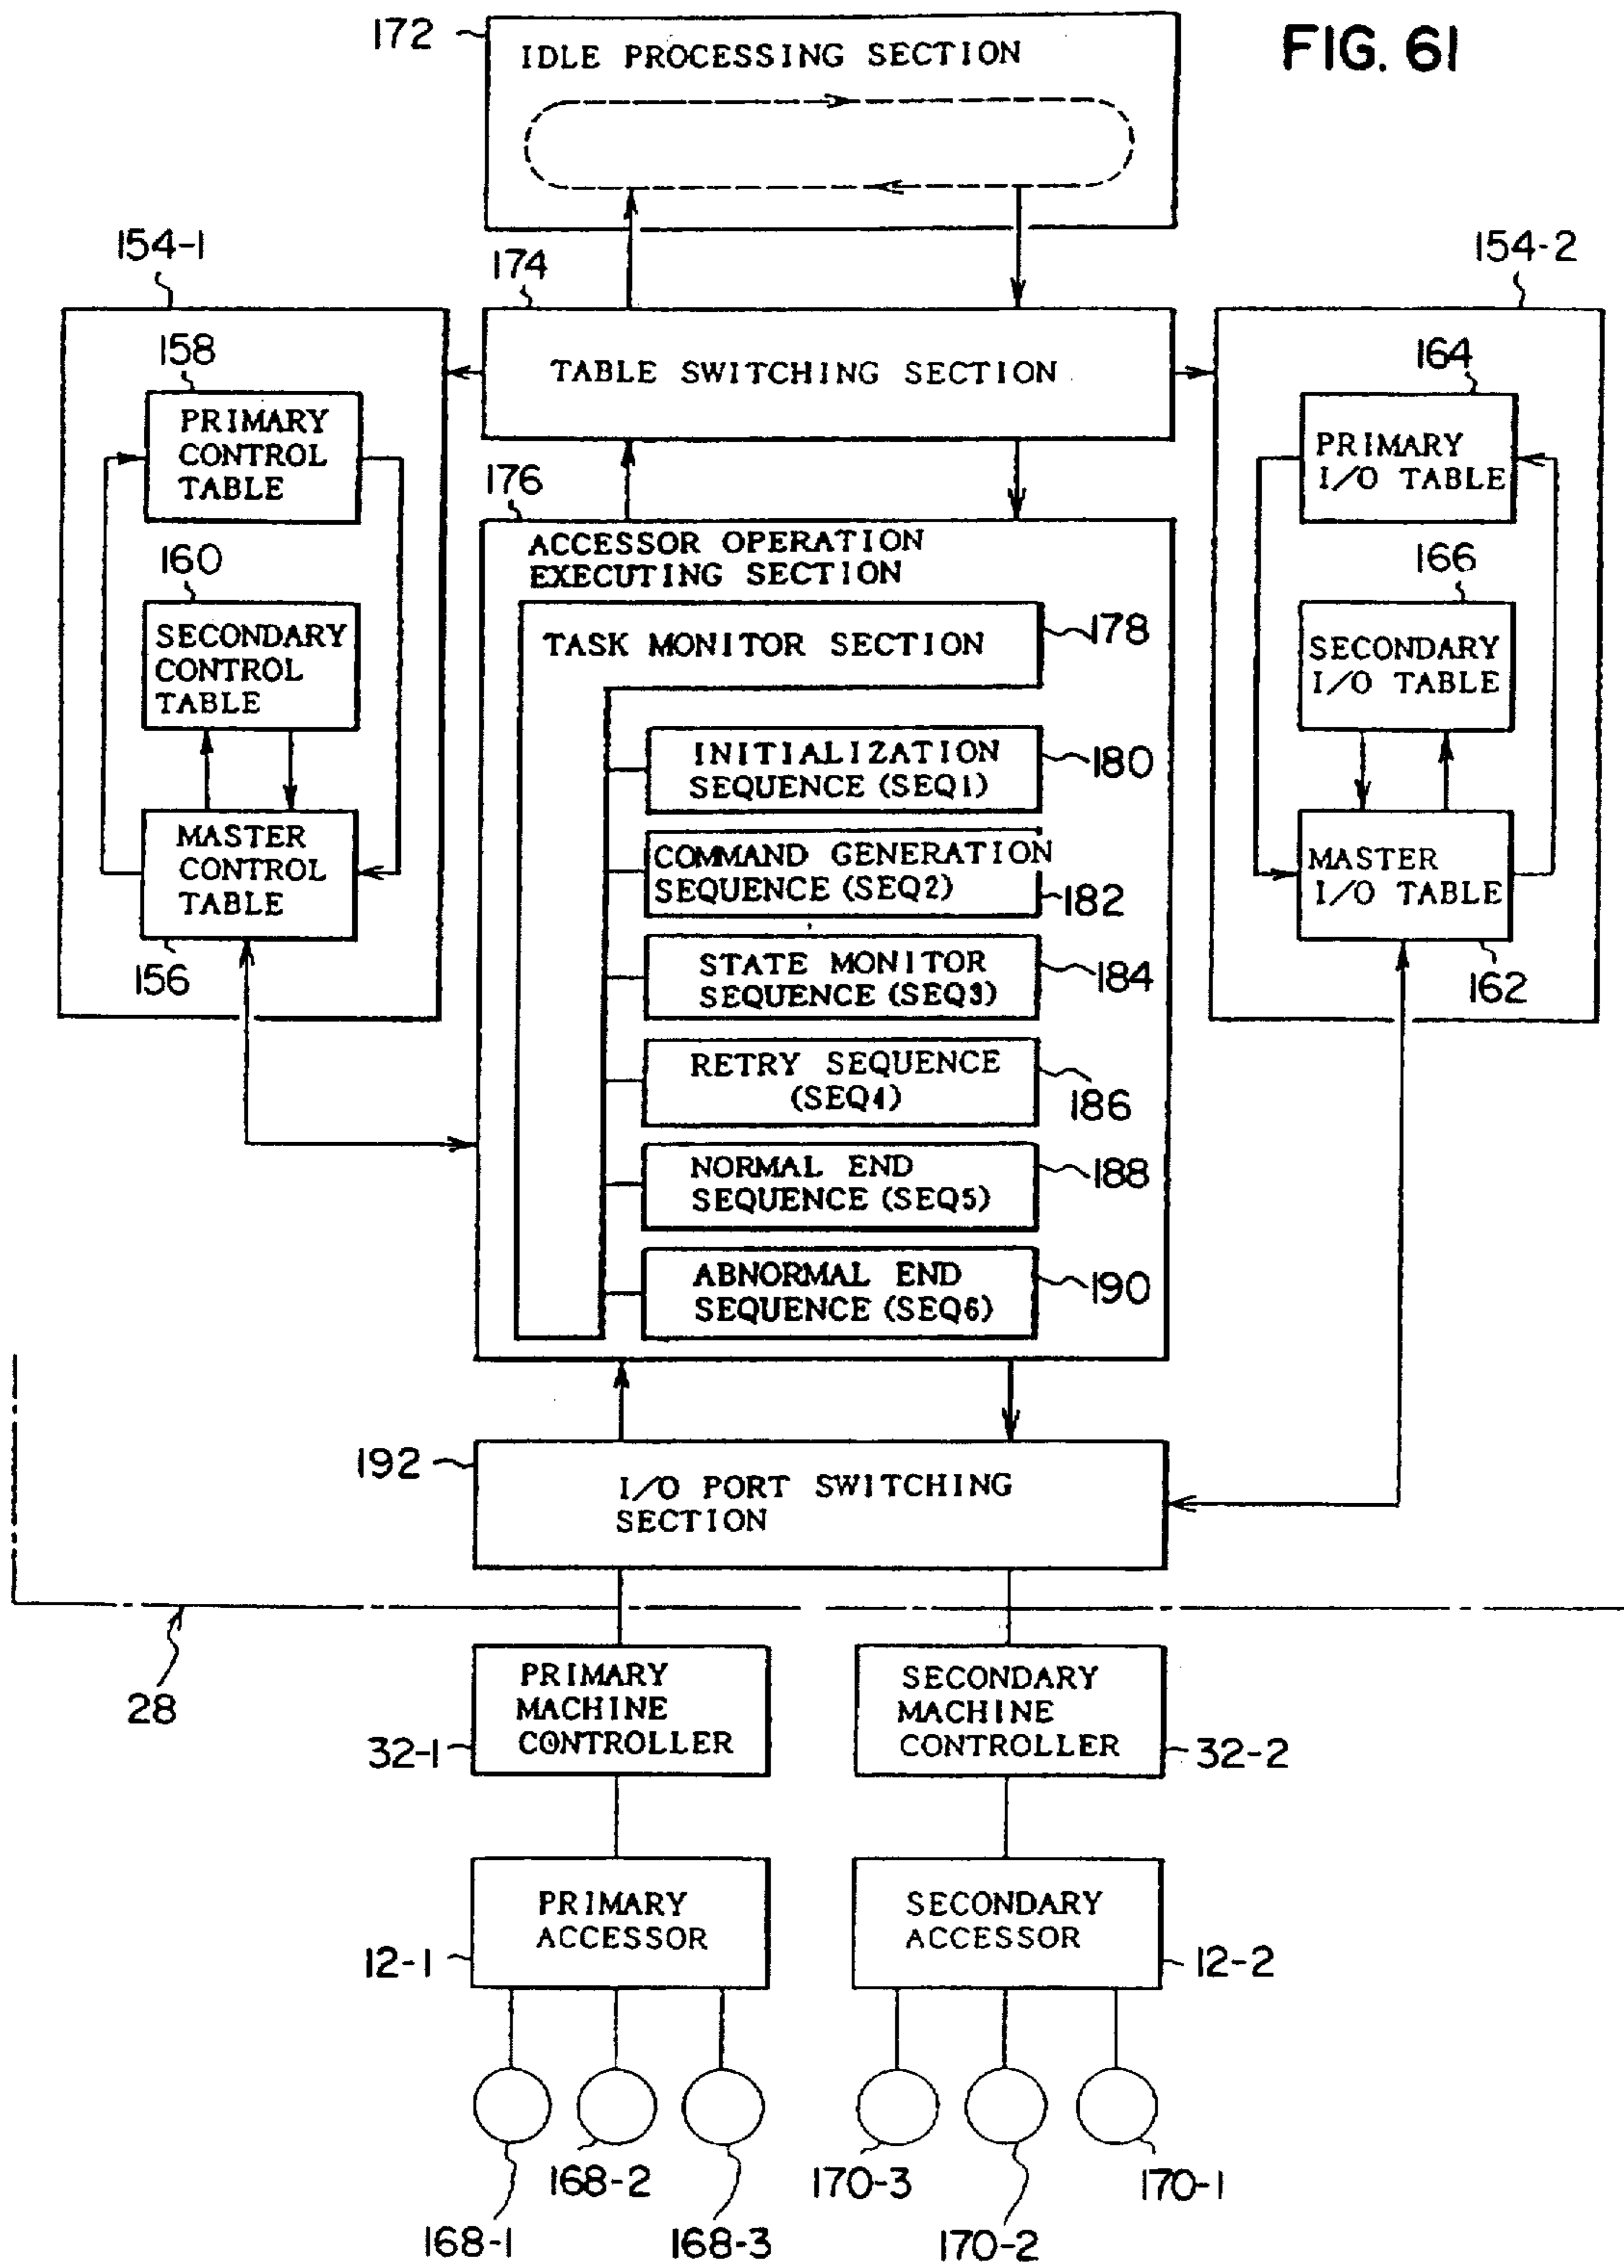 FIG. 61
172
IDLE PROCESSING SECTION
154-1
174
154-2
TABLE SWITCHING SECTION
158
PRIMARY
CONTROL
TABLE
164
PRIMARY
I/O TABLE
176
ACCESSOR OPERATION
EXECUTING SECTION
160
SECONDARY
CONTROL
TABLE
166
SECONDARY
I/O TABLE
TASK MONITOR SECTION
178
INITIALIZATION
SEQUENCE (SEQ1)
180
MASTER
CONTROL
TABLE
156
COMMAND GENERATION
SEQUENCE (SEQ2)
182
MASTER
I/O TABLE
162
STATE MONITOR
SEQUENCE (SEQ3)
184
RETRY SEQUENCE
(SEQ4)
186
NORMAL END
SEQUENCE (SEQ5)
188
ABNORMAL END
SEQUENCE (SEQ6)
190
192
I/O PORT SWITCHING
SECTION
28
PRIMARY
MACHINE
CONTROLLER
32-1
SECONDARY
MACHINE
CONTROLLER
32-2
PRIMARY
ACCESSOR
12-1
SECONDARY
ACCESSOR
12-2
168-1
168-2
168-3
170-3
170-2
170-1